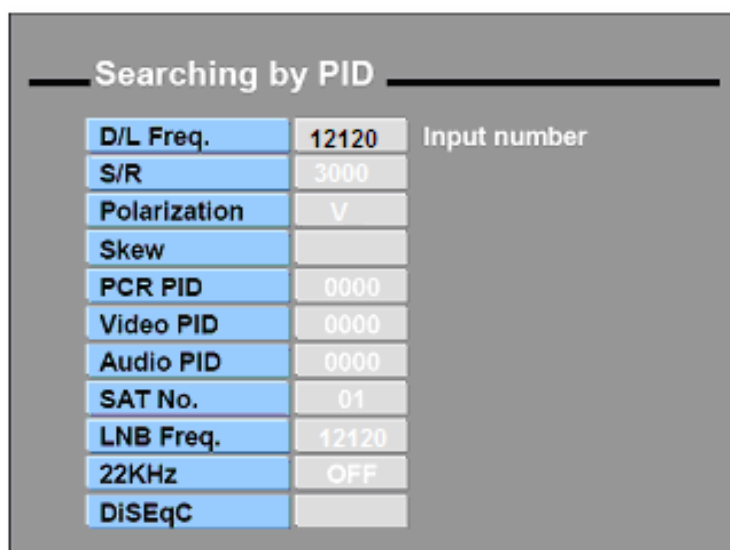 Searching by PID
D/L Freq. 12120 Input number
S/R 3000
Polarization V
Skew
PCR PID 0000
Video PID 0000
Audio PID 0000
SAT No. 01
LNB Freq. 12120
22KHz OFF
DiSEqC